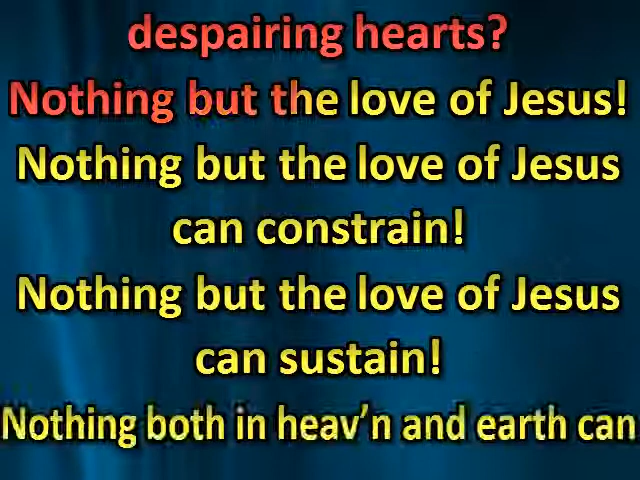 despairing hearts?
Nothing but the love of Jesus!
Nothing but the love of Jesus
can constrain!
Nothing but the love of Jesus
can sustain!
Nothing both in heav’n and earth can